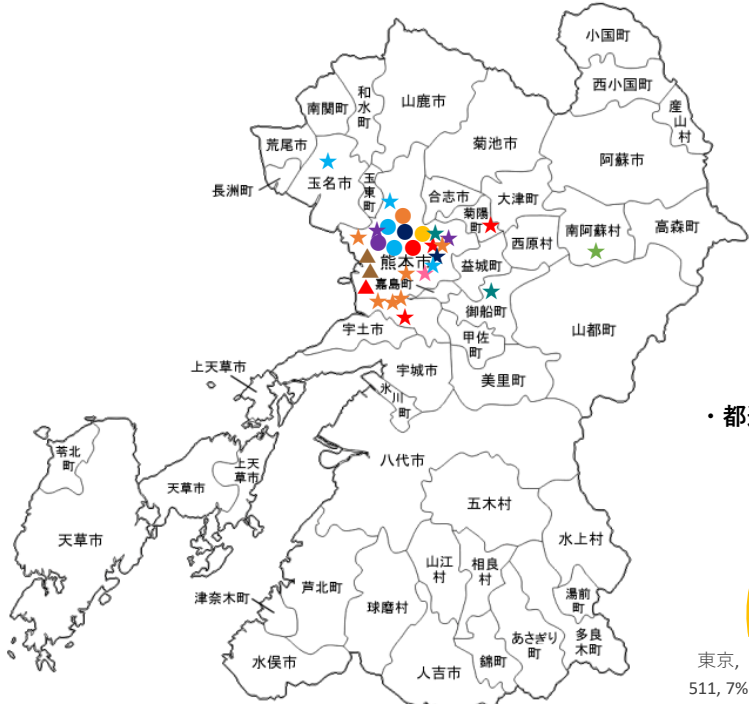 小国町
西小国町
産
山
村
南関町
和
水
町
山鹿市
菊池市
阿蘇市
荒尾市
長洲町
玉名市
玉
東
町
合志市
菊陽
町
大津町
西原村
南阿蘇村
高森町
熊本市
益城町
嘉島町
御船町
甲佐
町
山都町
宇土市
宇城市
美里町
氷
川
町
上天草市
上天
草市
苓北
町
天草市
天草市
八代市
五木村
水上村
山江
村
相良
村
湯前
町
多良
木町
あさぎり
町
芦北町
津奈木町
球磨村
水俣市
人吉市
錦町
・都
東京,
511, 7%